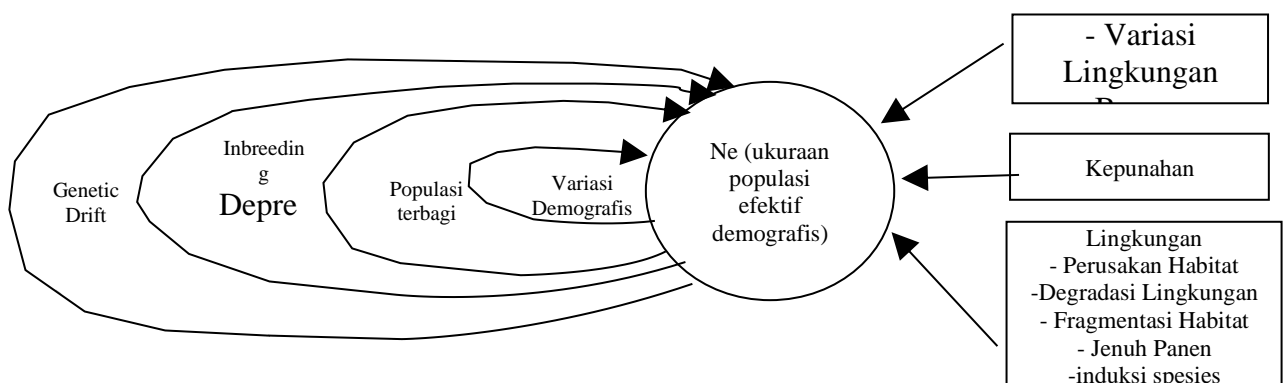 Genetic
Drift
Inbreedin
g
Depre
Populasi
terbagi
Variasi
Demografis
Ne (ukuraan
populasi
efektif
demografis)
- Variasi
Lingkungan
Kepunahan
Lingkungan
- Perusakan Habitat
-Degradasi Lingkungan
- Fragmentasi Habitat
- Jenuh Panen
-induksi spesies